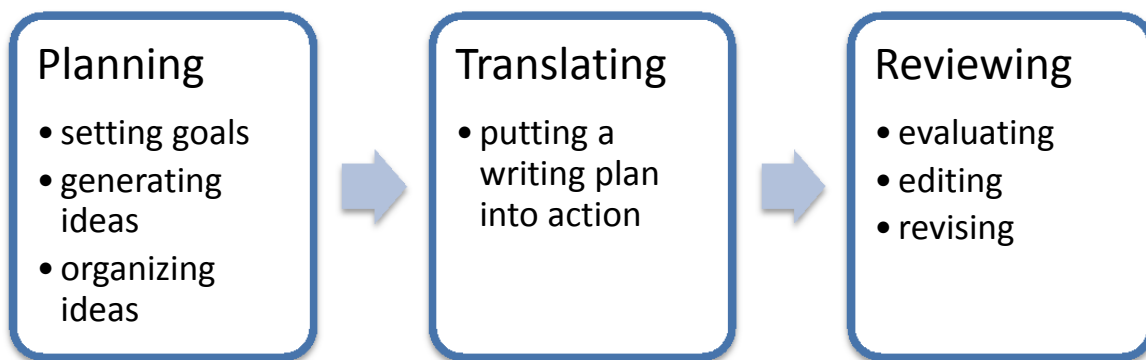 Planning
• setting goals
• generating
ideas
• organizing
ideas
Translating
• putting a
writing plan
into action
Reviewing
• evaluating
• editing
• revising